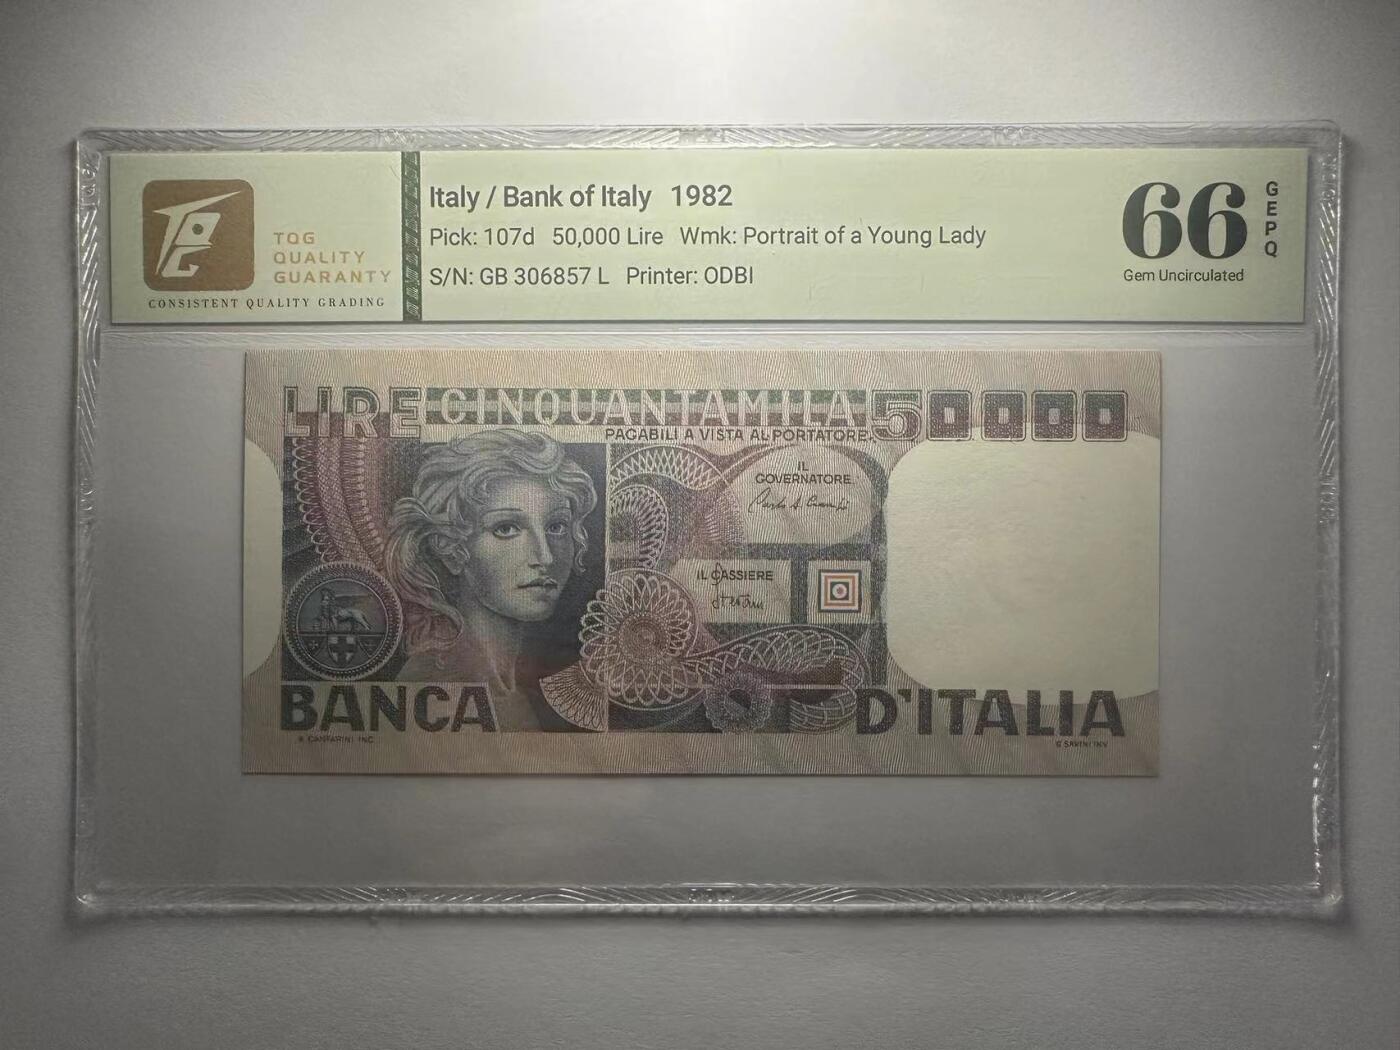 TQG
QUALITY
GUARANTY
CONSISTENT QUALITY GRADING
Italy / Bank of Italy 1982
Pick: 107d 50,000 Lire Wmk: Portrait of a Young Lady
S/N: GB 306857 L Printer: ODBI
66
GEPQ
Gem Uncirculated
LIRE CINQUANTAMILA 50000
PAGABILI A VISTA AL PORTATORE
IL
GOVERNATORE
IL CASSIERE
BANCA D'ITALIA
G SAVINI INV